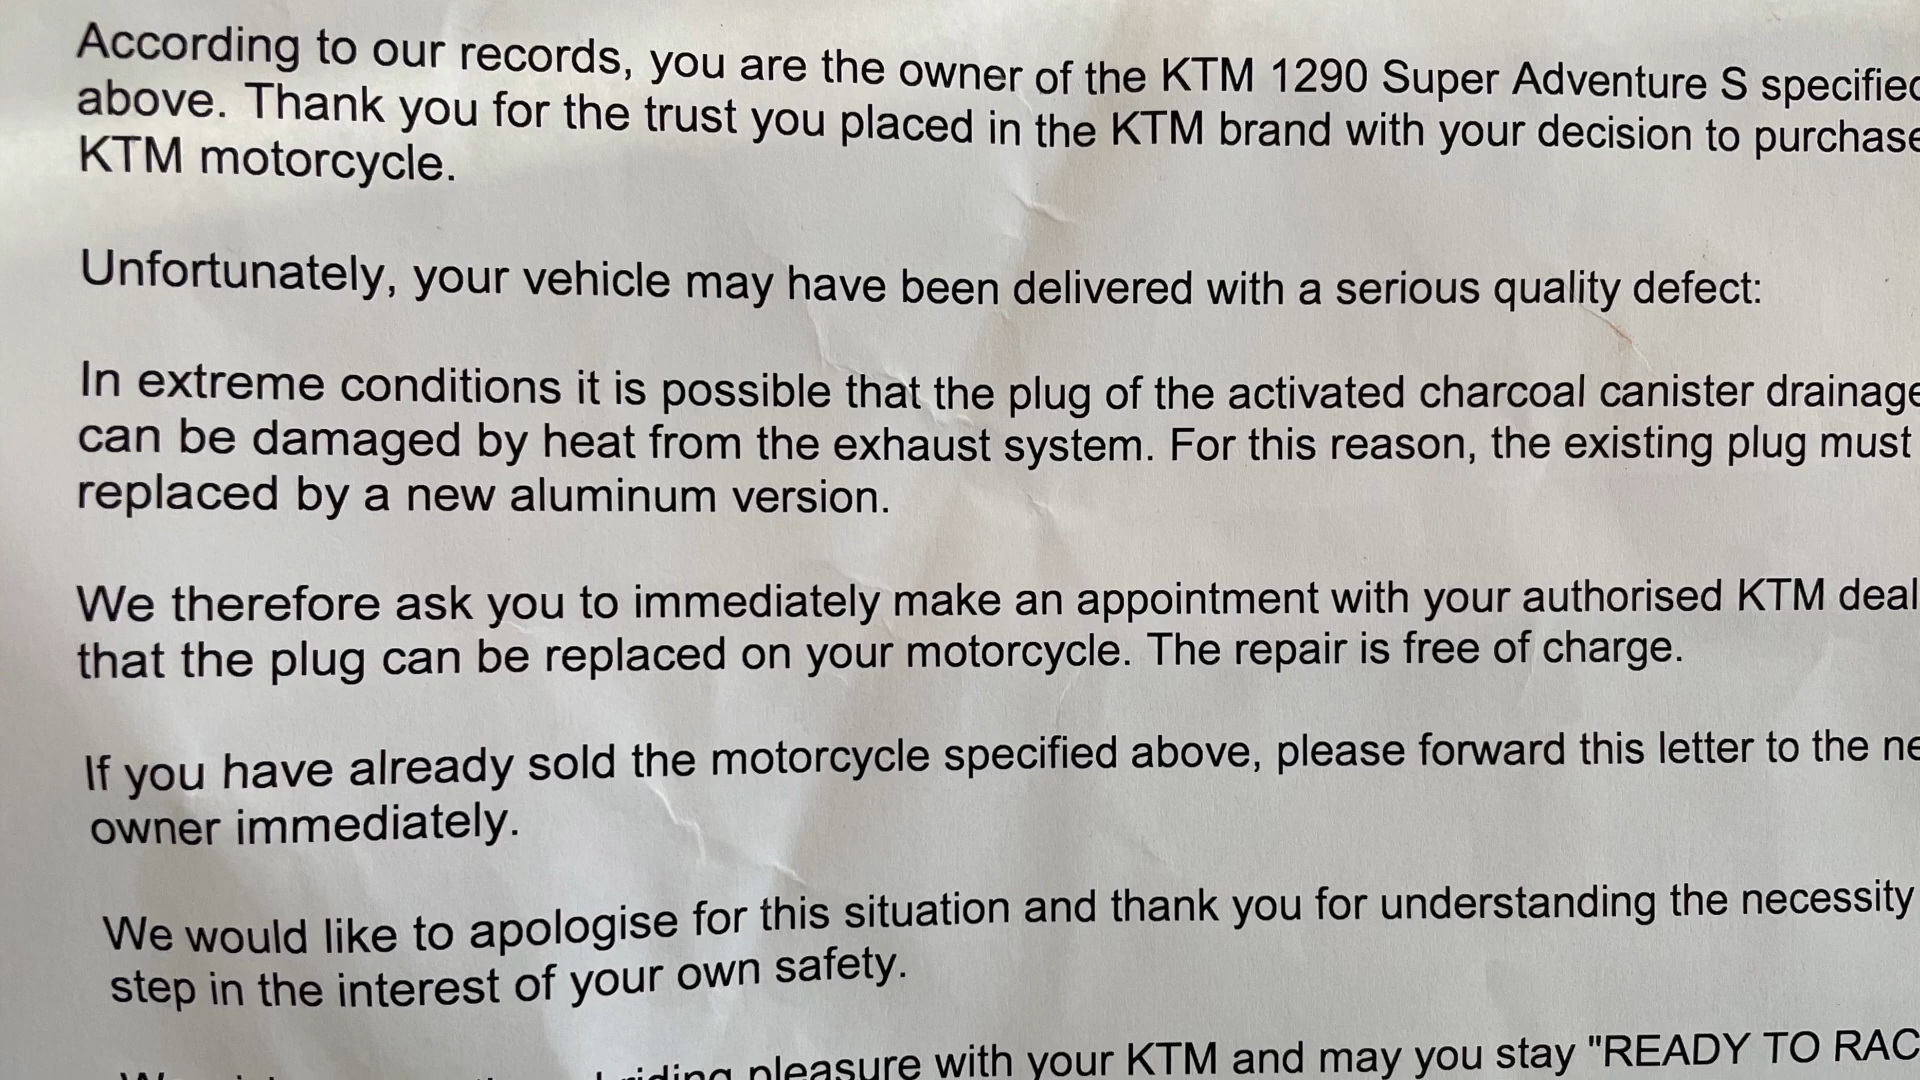 According to our records, you are the owner of the KTM 1290 Super Adventure S specified
above. Thank you for the trust you placed in the KTM brand with your decision to purchase
KTM motorcycle.
Unfortunately, your vehicle may have been delivered with a serious quality defect:
In extreme conditions it is possible that the plug of the activated charcoal canister drainage
can be damaged by heat from the exhaust system. For this reason, the existing plug must
replaced by a new aluminum version.
We therefore ask you to immediately make an appointment with your authorised KTM deal
that the plug can be replaced on your motorcycle. The repair is free of charge.
If you have already sold the motorcycle specified above, please forward this letter to the ne
owner immediately.
We would like to apologise for this situation and thank you for understanding the necessity
step in the interest of your own safety.
riding pleasure with your KTM and may you stay "READY TO RAC